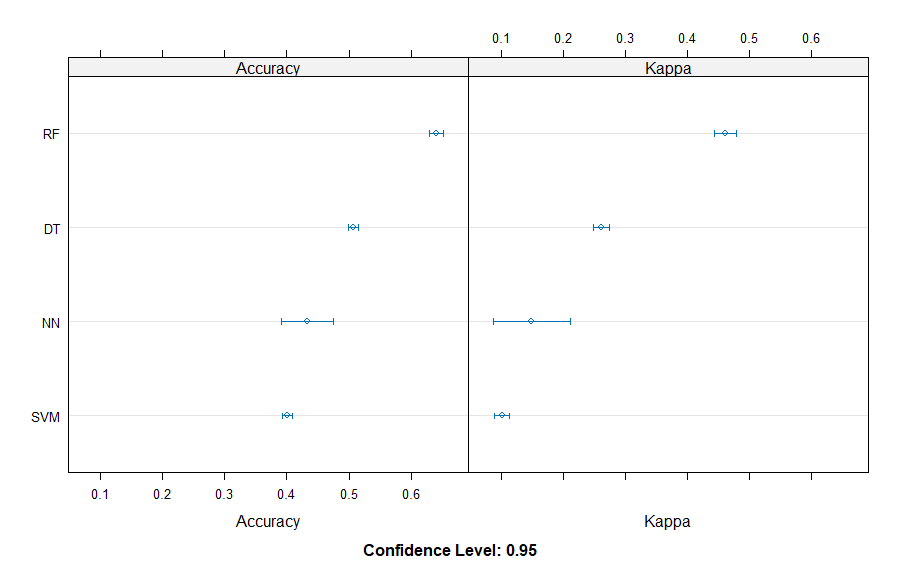 0.1 0.2 0.3 0.4 0.5 0.6
Accuracy Kappa
RF
DT
NN
SVM
0.1 0.2 0.3 0.4 0.5 0.6
Accuracy Kappa
Confidence Level: 0.95